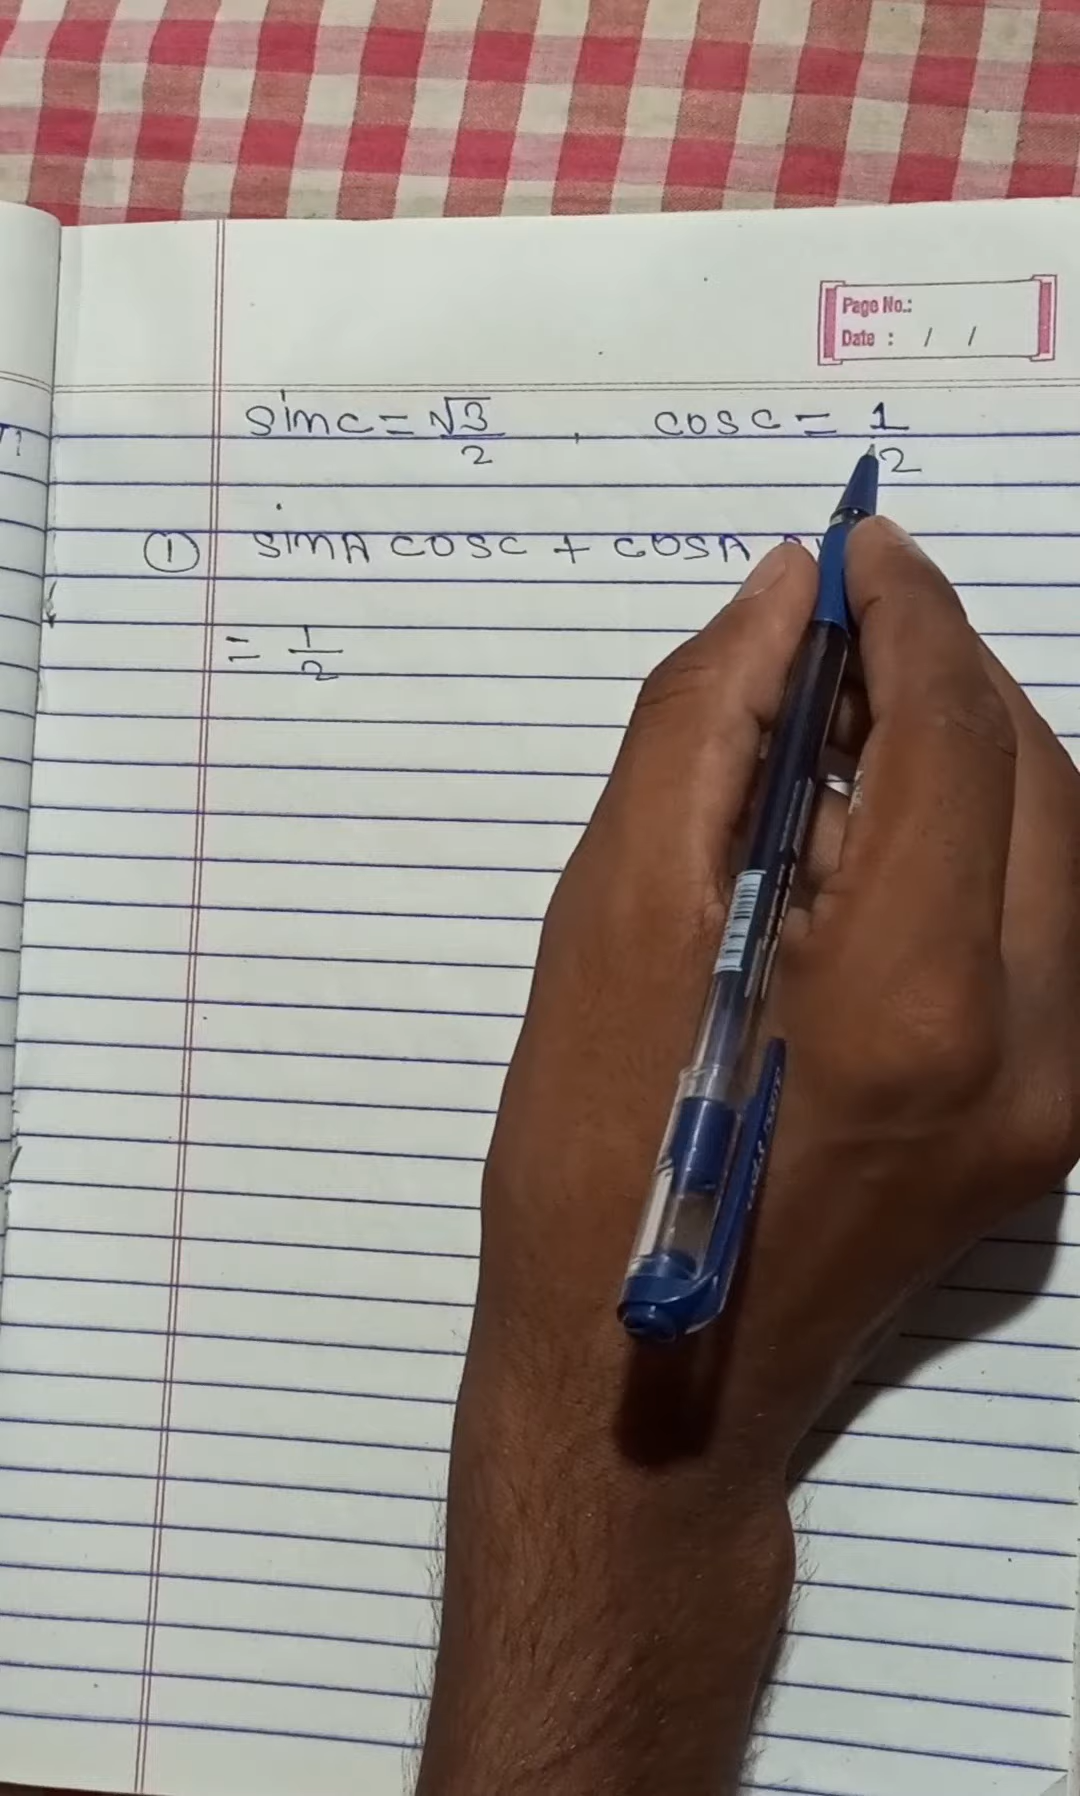 Page No.:
Date : / /
sinc = √3/2 , cosc = 1/2
① sinA cosc + cosA
= 1/2